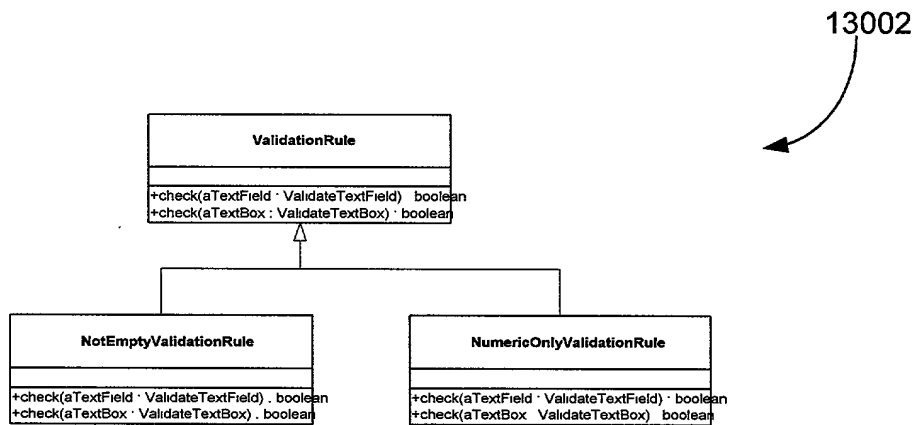 13002
ValidationRule
+check(aTextField : ValidateTextField) boolean
+check(aTextBox : ValidateTextBox) : boolean
NotEmptyValidationRule
+check(aTextField : ValidateTextField) . boolean
+check(aTextBox : ValidateTextBox) . boolean
NumericOnlyValidationRule
+check(aTextField : ValidateTextField) : boolean
+check(aTextBox ValidateTextBox) boolean